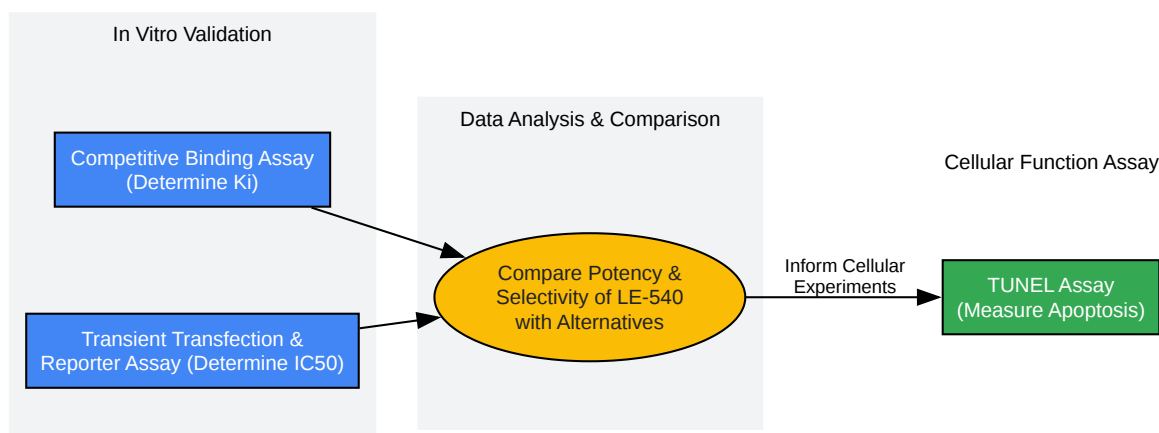 In Vitro Validation
Competitive Binding Assay
(Determine Ki)
Transient Transfection &
Reporter Assay (Determine IC50)
Data Analysis & Comparison
Compare Potency &
Selectivity of LE-540
with Alternatives
Inform Cellular
Experiments
Cellular Function Assay
TUNEL Assay
(Measure Apoptosis)